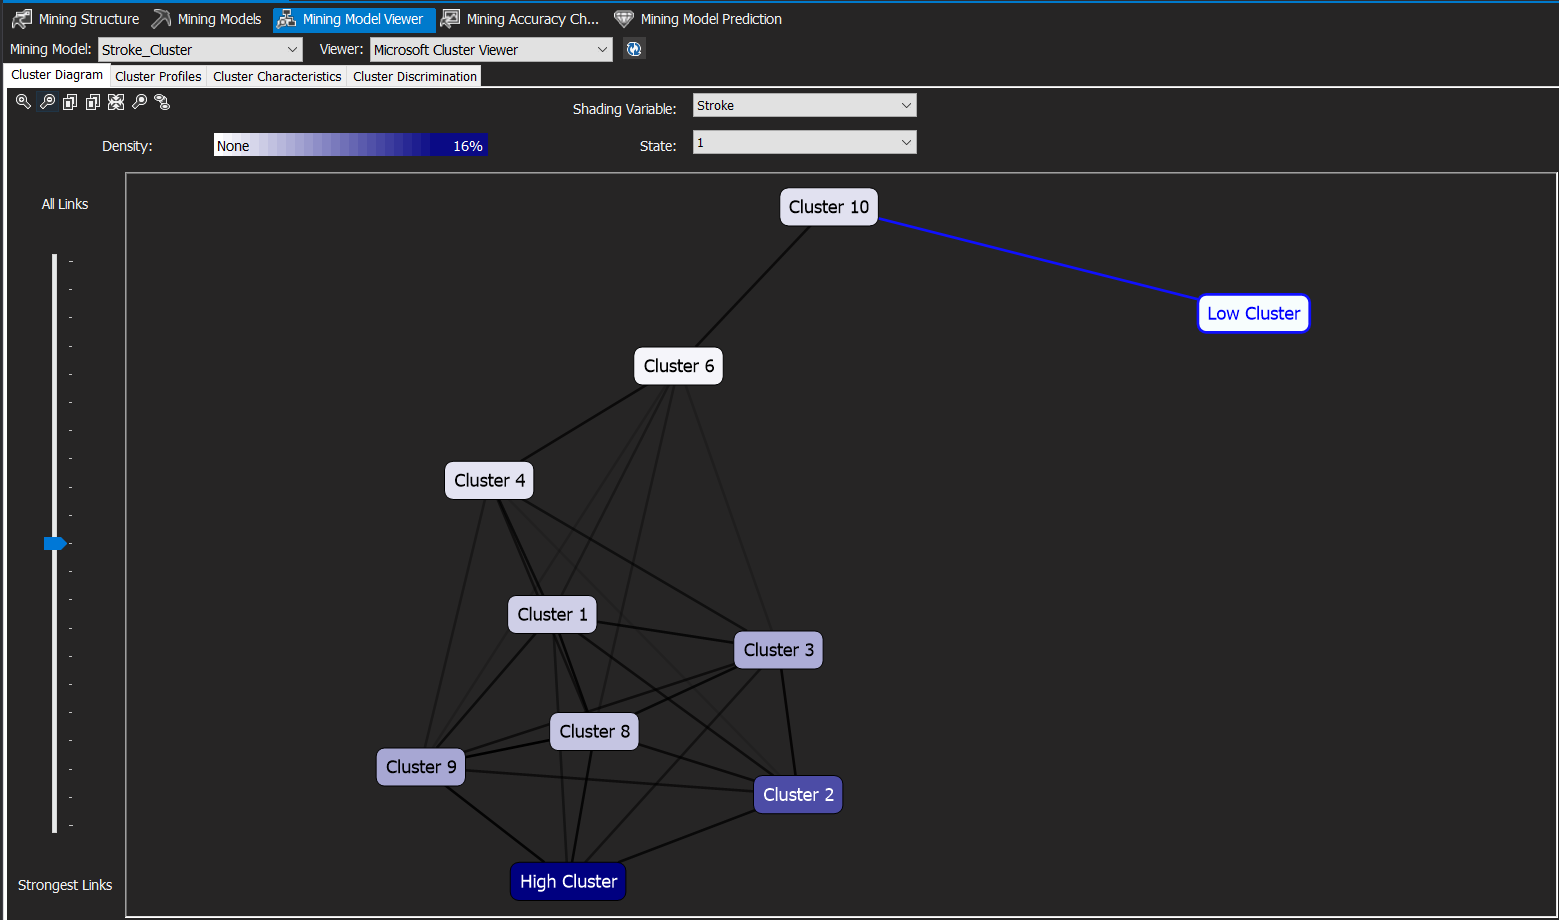 Mining Structure Mining Models Mining Model Viewer Mining Accuracy Ch... Mining Model Prediction
Mining Model: Stroke_Cluster Viewer: Microsoft Cluster Viewer
Cluster Diagram Cluster Profiles Cluster Characteristics Cluster Discrimination
Shading Variable: Stroke
Density: None 16% State: 1
All Links
Cluster 10
Low Cluster
Cluster 6
Cluster 4
Cluster 1
Cluster 3
Cluster 8
Cluster 9
Cluster 2
High Cluster
Strongest Links